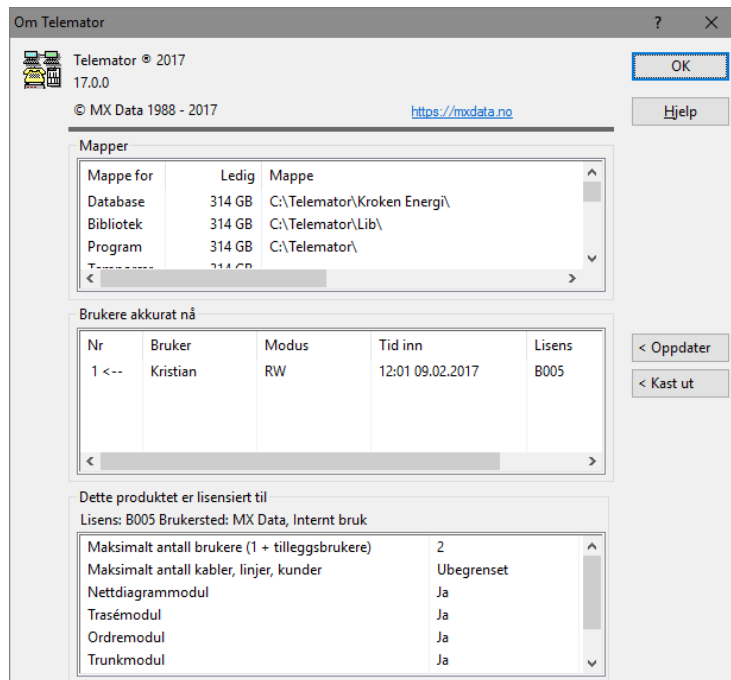 Om Telemator
Telemator ® 2017
17.0.0
© MX Data 1988 - 2017 https://mxdata.no
OK
Hjelp
Mapper
Mappe for Ledig Mappe
Database 314 GB C:\Telemator\Kroken Energi\
Bibliotek 314 GB C:\Telemator\Lib\
Program 314 GB C:\Telemator\
314 GB
Brukere akkurat nå
Nr Bruker Modus Tid inn Lisens
1 <-- Kristian RW 12:01 09.02.2017 B005
< Oppdater
< Kast ut
Dette produktet er lisensiert til
Lisens: B005 Brukersted: MX Data, Internt bruk
Maksimalt antall brukere (1 + tilleggsbrukere) 2
Maksimalt antall kabler, linjer, kunder Ubegrenset
Nettdiagrammodul Ja
Trasémodul Ja
Ordremodul Ja
Trunkmodul Ja